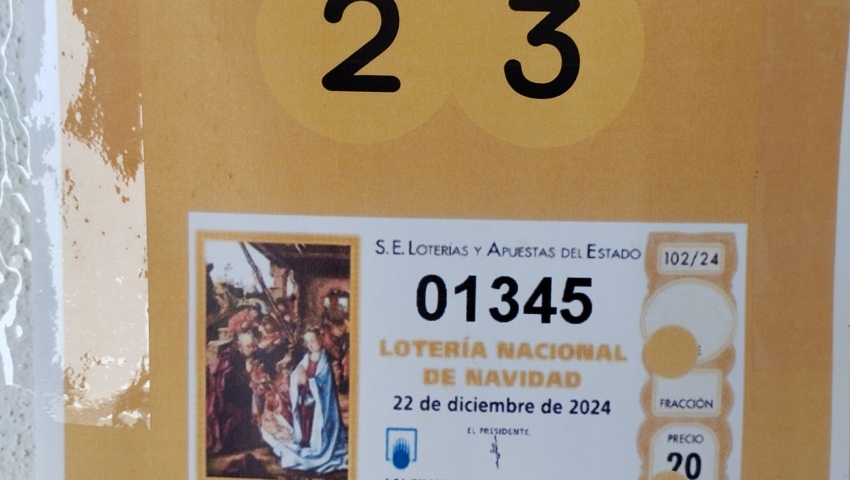 2 3
S.E. LOTERÍAS Y APUESTAS DEL ESTADO
102/24
01345
LOTERÍA NACIONAL
DE NAVIDAD
22 de diciembre de 2024
FRACCIÓN
EL PRESIDENTE
PRECIO
20